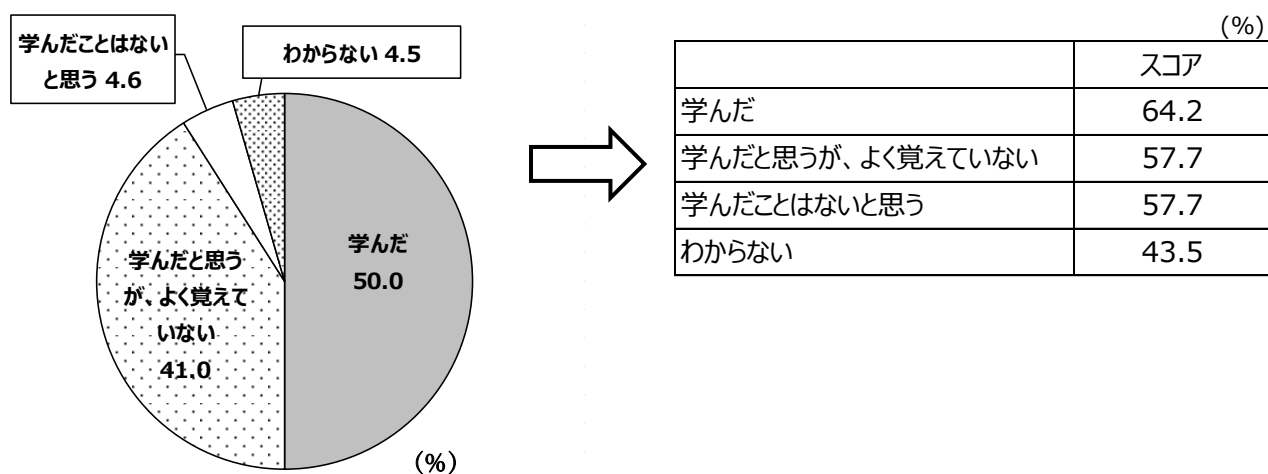 学んだことはない
と思う 4.6
わからない 4.5
学んだ
50.0
学んだと思う
が、よく覚えて
いない
41.0
(%)
(%)
スコア
学んだ 64.2
学んだと思うが、よく覚えていない 57.7
学んだことはないと思う 57.7
わからない 43.5